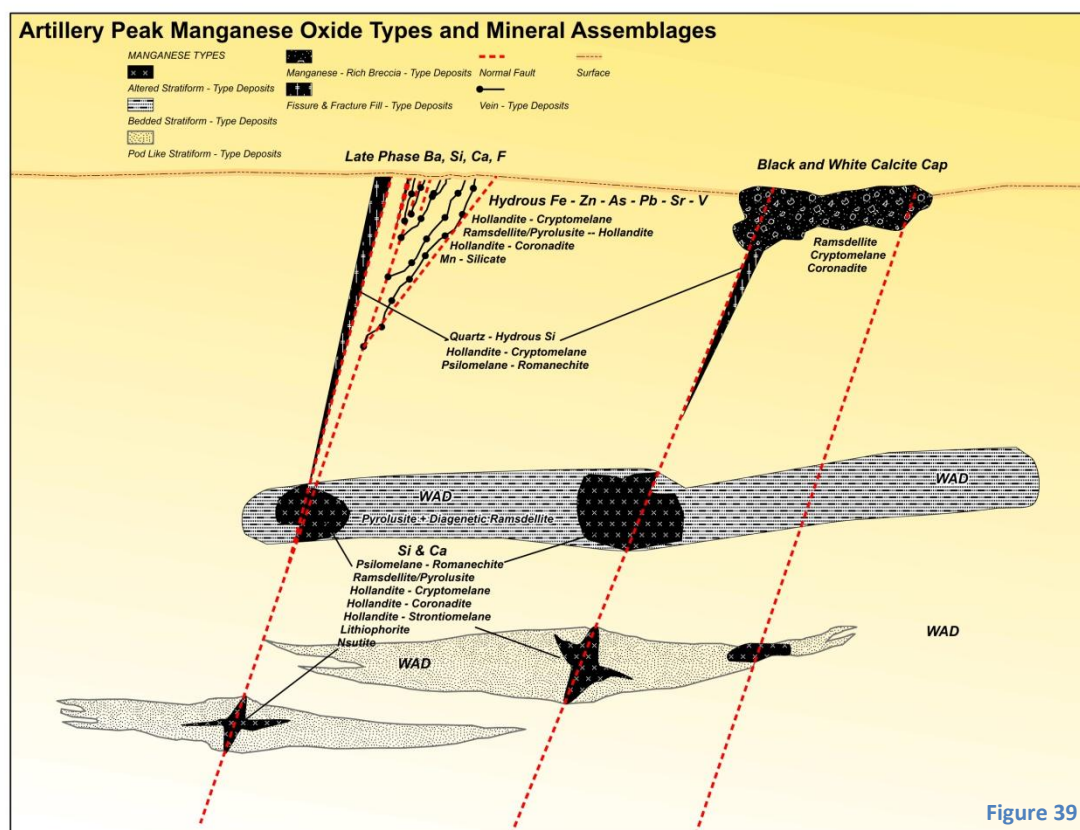 Artillery Peak Manganese Oxide Types and Mineral Assemblages
MANGANESE TYPES
Altered Stratiform - Type Deposits
Bedded Stratiform - Type Deposits
Pod Like Stratiform - Type Deposits
Manganese - Rich Breccia - Type Deposits
Fissure & Fracture Fill - Type Deposits
Normal Fault
Vein - Type Deposits
Surface
Late Phase Ba, Si, Ca, F
Black and White Calcite Cap
Hydrous Fe - Zn - As - Pb - Sr - V
Hollandite - Cryptomelane
Ramsdellite/Pyrolusite -- Hollandite
Hollandite - Coronadite
Mn - Silicate
Ramsdellite
Cryptomelane
Coronadite
Quartz - Hydrous Si
Hollandite - Cryptomelane
Psilomelane - Romanechite
WAD
WAD
Pyrolusite + Diagenetic Ramsdellite
Si & Ca
Psilomelane - Romanechite
Ramsdellite/Pyrolusite
Hollandite - Cryptomelane
Hollandite - Coronadite
Hollandite - Strontiomelane
Lithiophorite
Nsutite
WAD
WAD
Figure 39